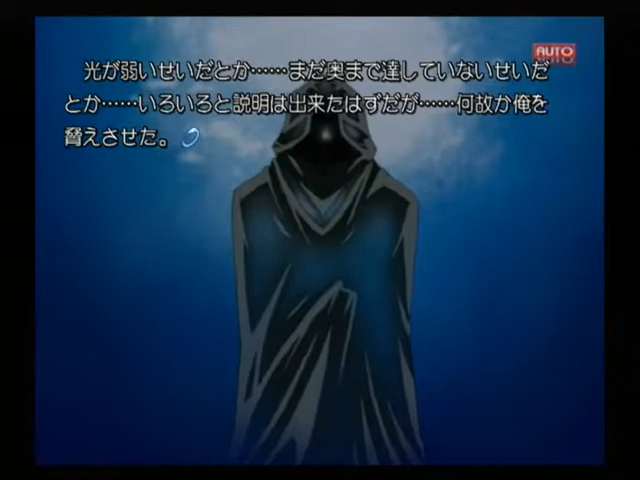 AUTO
光が弱いせいだとか……まだ奥まで達していないせいだ
とか……いろいろと説明は出来たはずだが……何故か俺を
脅えさせた。